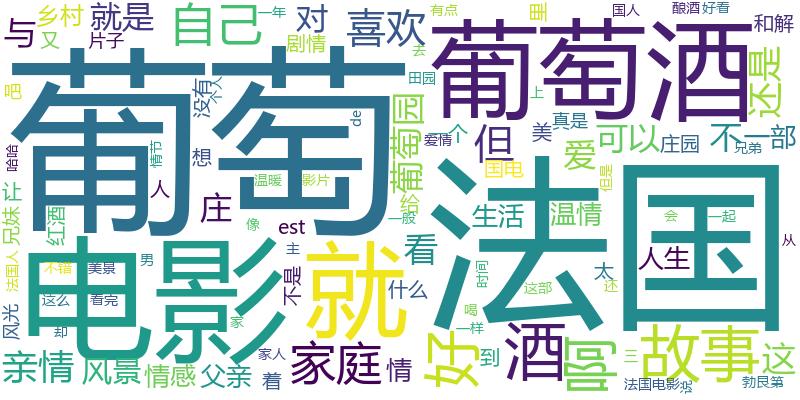 葡萄
葡萄酒
法国
电影
就
自己
喜欢
对
就是
与
乡村
又
片子
剧情
一年
有点
里
国人
酿酒
好看
和解
还是
吧
没有
个人
de
去
田园
上
葡萄园
一个
但
美
真是
可以
不
一部
兄弟
庄园
哈哈
情节
想
爱情
爱
国电
但是
让
兄妹
红酒
人
庄
温暖
影片
给
像
est
一般
生活
温情
会
一起
法国人
不错
美景
男
主
不是
看
什么
时间
这部
太
还
人生
从
风光
这么
看完
却
家
喝
一样
亲情
风景
情感
父亲
家人
着
家庭
情
好
到
酒
啊
三
故事
这
法国电影
勃艮第